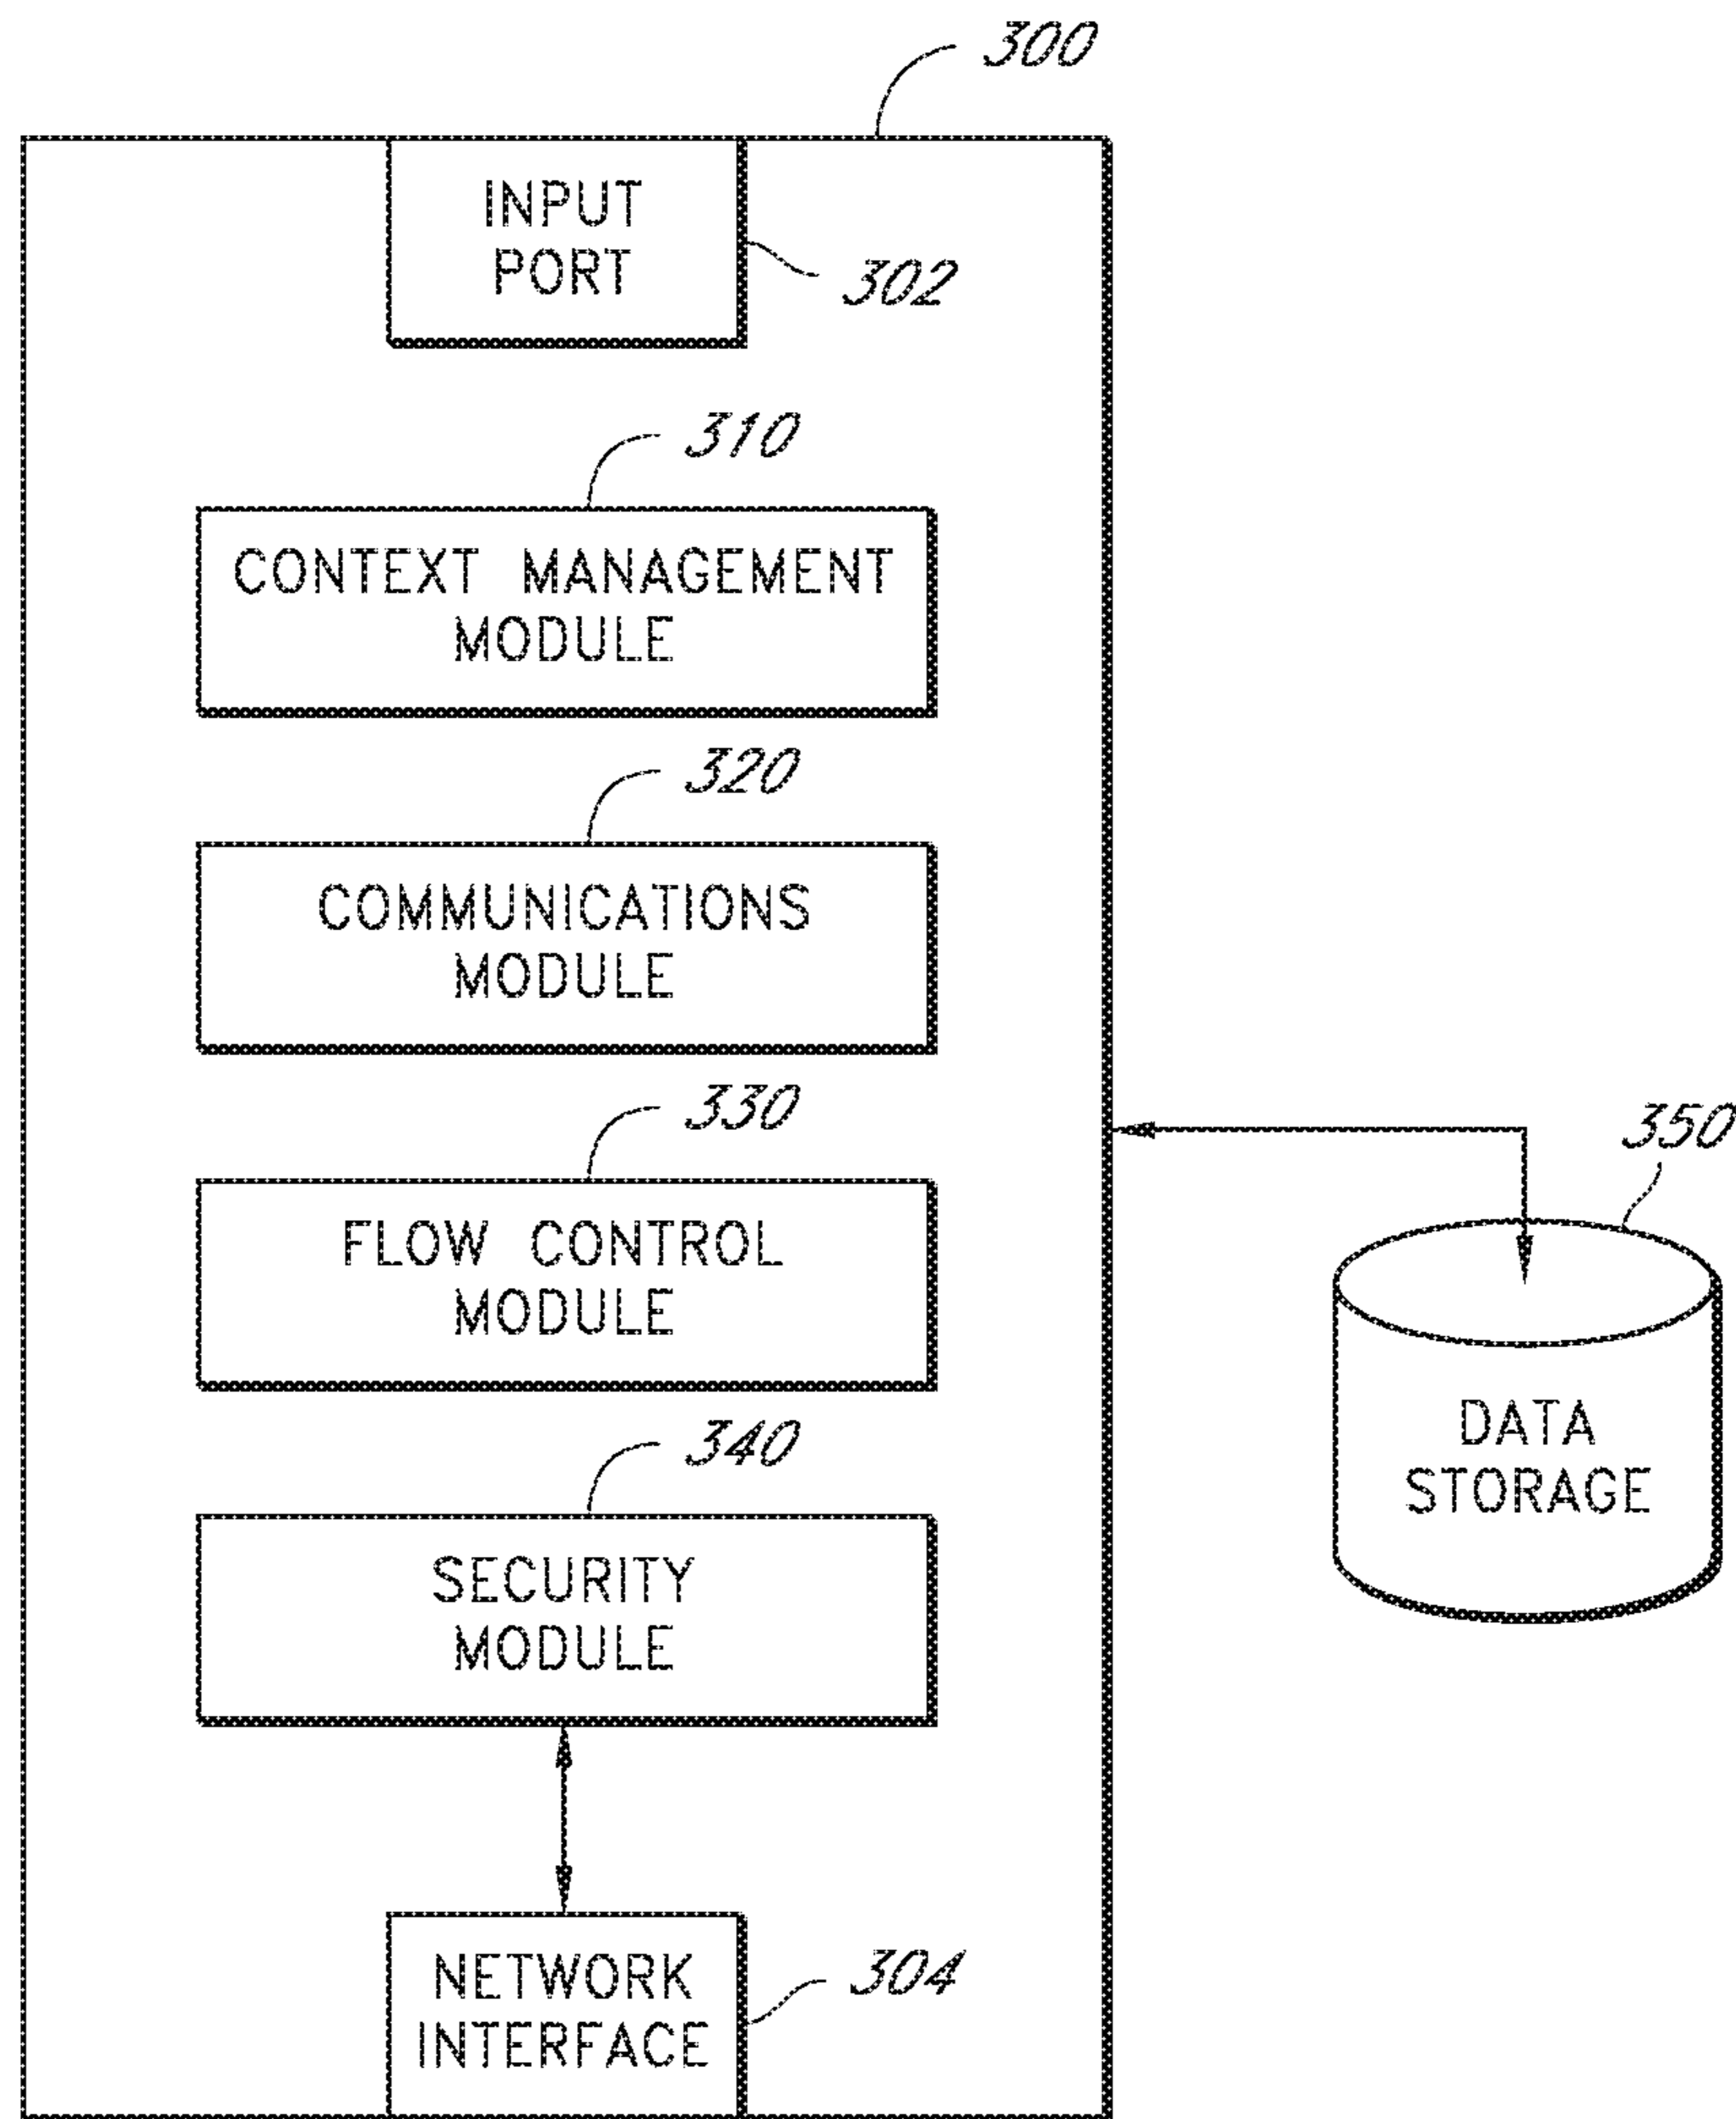 300
INPUT
PORT
302
310
CONTEXT MANAGEMENT
MODULE
320
COMMUNICATIONS
MODULE
330
FLOW CONTROL
MODULE
350
DATA
STORAGE
340
SECURITY
MODULE
NETWORK
INTERFACE
304